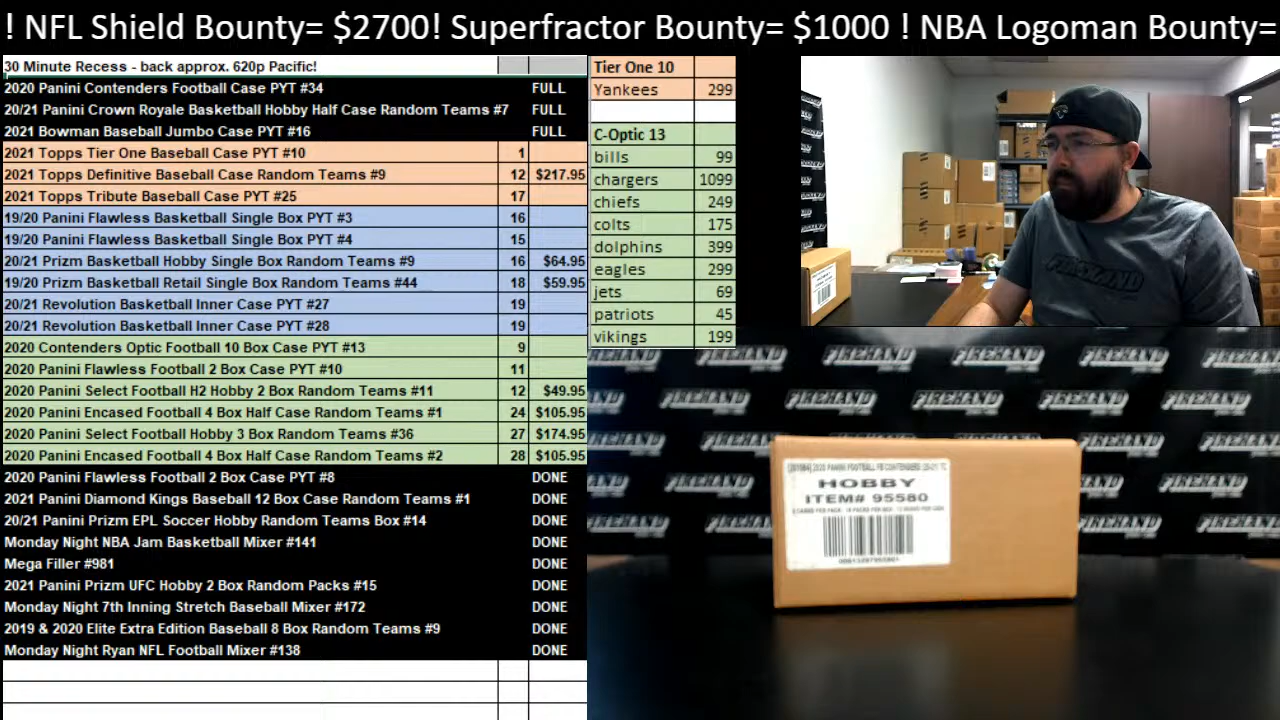 ! NFL Shield Bounty= $2700! Superfractor Bounty= $1000 ! NBA Logoman Bounty=
30 Minute Recess - back approx. 620p Pacific!
2020 Panini Contenders Football Case PYT #34 FULL
20/21 Panini Crown Royale Basketball Hobby Half Case Random Teams #7 FULL
2021 Bowman Baseball Jumbo Case PYT #16 FULL
2021 Topps Tier One Baseball Case PYT #10 1
2021 Topps Definitive Baseball Case Random Teams #9 12 $217.95
2021 Topps Tribute Baseball Case PYT #25 17
19/20 Panini Flawless Basketball Single Box PYT #3 16
19/20 Panini Flawless Basketball Single Box PYT #4 15
20/21 Prizm Basketball Hobby Single Box Random Teams #9 16 $64.95
19/20 Prizm Basketball Retail Single Box Random Teams #44 18 $59.95
20/21 Revolution Basketball Inner Case PYT #27 19
20/21 Revolution Basketball Inner Case PYT #28 19
2020 Contenders Optic Football 10 Box Case PYT #13 9
2020 Panini Flawless Football 2 Box Case PYT #10 11
2020 Panini Select Football H2 Hobby 2 Box Random Teams #11 12 $49.95
2020 Panini Encased Football 4 Box Half Case Random Teams #1 24 $105.95
2020 Panini Select Football Hobby 3 Box Random Teams #36 27 $174.95
2020 Panini Encased Football 4 Box Half Case Random Teams #2 28 $105.95
2020 Panini Flawless Football 2 Box Case PYT #8 DONE
2021 Panini Diamond Kings Baseball 12 Box Case Random Teams #1 DONE
20/21 Panini Prizm EPL Soccer Hobby Random Teams Box #14 DONE
Monday Night NBA Jam Basketball Mixer #141 DONE
Mega Filler #981 DONE
2021 Panini Prizm UFC Hobby 2 Box Random Packs #15 DONE
Monday Night 7th Inning Stretch Baseball Mixer #172 DONE
2019 & 2020 Elite Extra Edition Baseball 8 Box Random Teams #9 DONE
Monday Night Ryan NFL Football Mixer #138 DONE
Tier One 10
Yankees 299
C-Optic 13
bills 99
chargers 1099
chiefs 249
colts 175
dolphins 399
eagles 299
jets 69
patriots 45
vikings 199
FIREHAND
2020 PANINI FOOTBALL FB CONTENDERS
HOBBY
ITEM# 95580